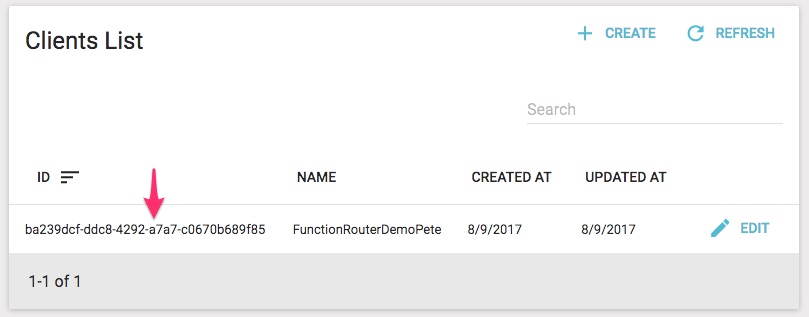 Clients List
CREATE REFRESH
Search
ID NAME CREATED AT UPDATED AT
ba239dcf-ddc8-4292-a7a7-c0670b689f85 FunctionRouterDemoPete 8/9/2017 8/9/2017 EDIT
1-1 of 1